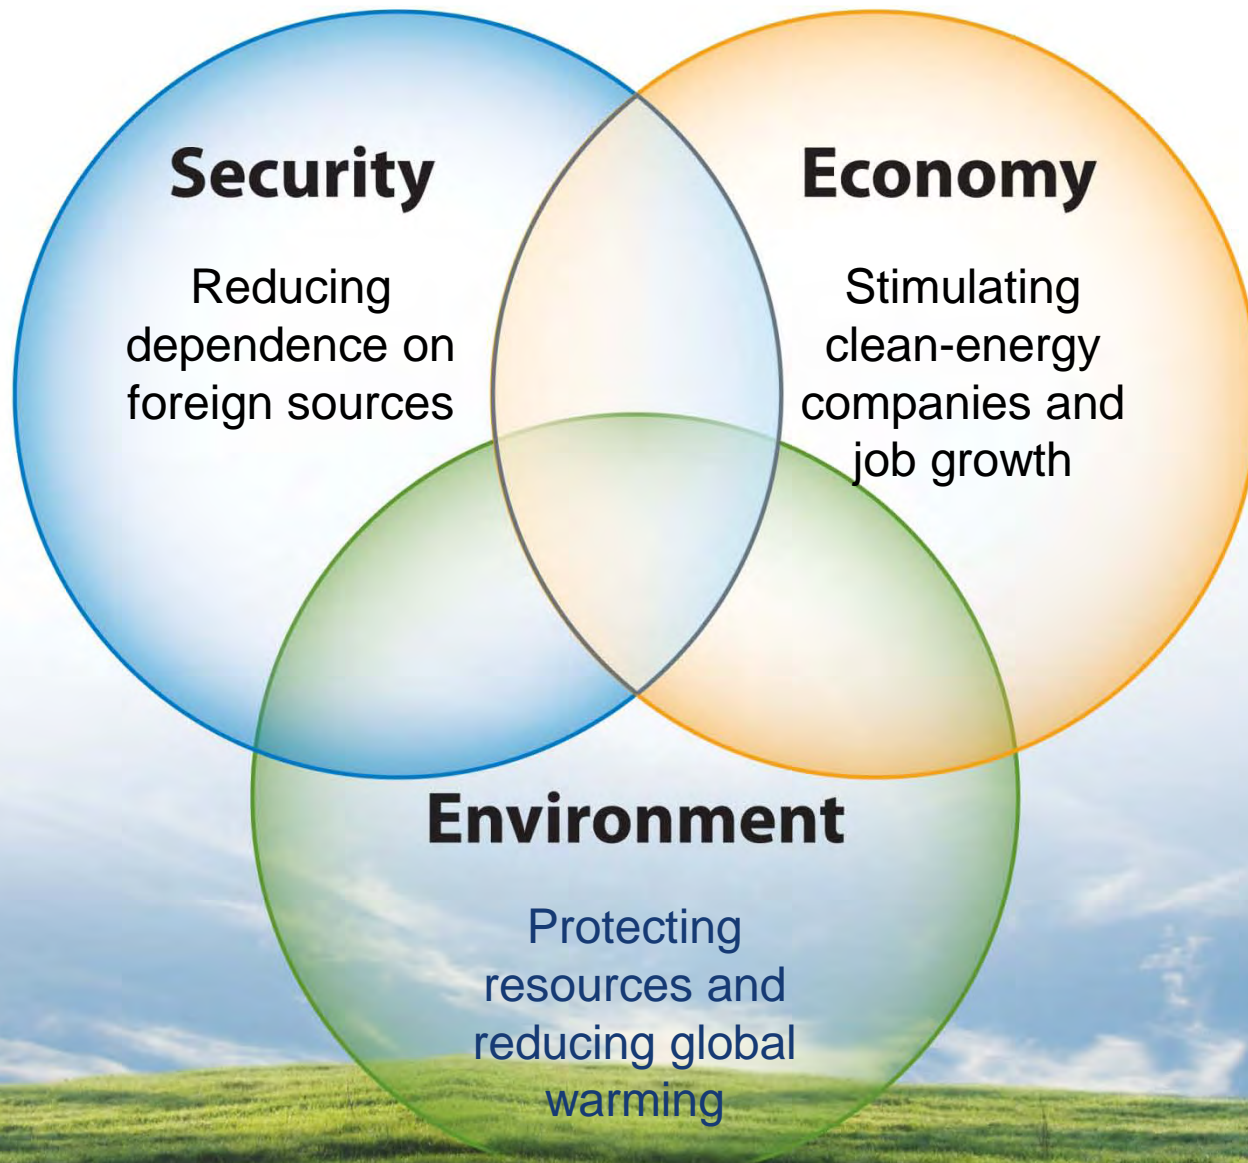 Security
Reducing
dependence on
foreign sources
Economy
Stimulating
clean-energy
companies and
job growth
Environment
Protecting
resources and
reducing global
warming